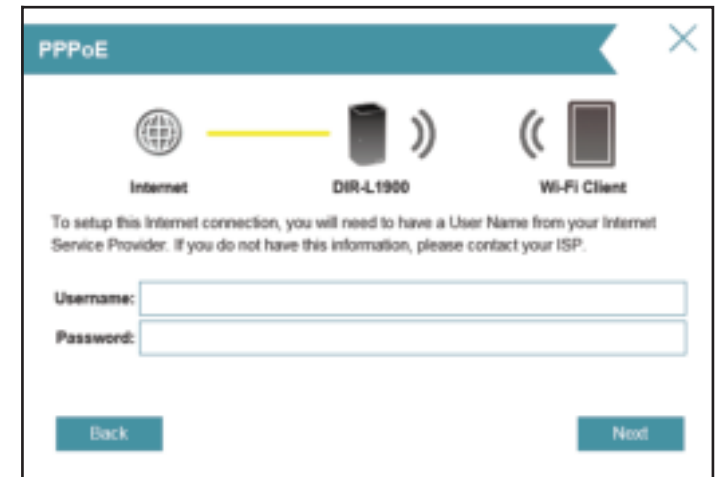 PPPoE
Internet DIR-L1900 Wi-Fi Client
To setup this Internet connection, you will need to have a User Name from your Internet
Service Provider. If you do not have this information, please contact your ISP.
Username:
Password:
Back Next